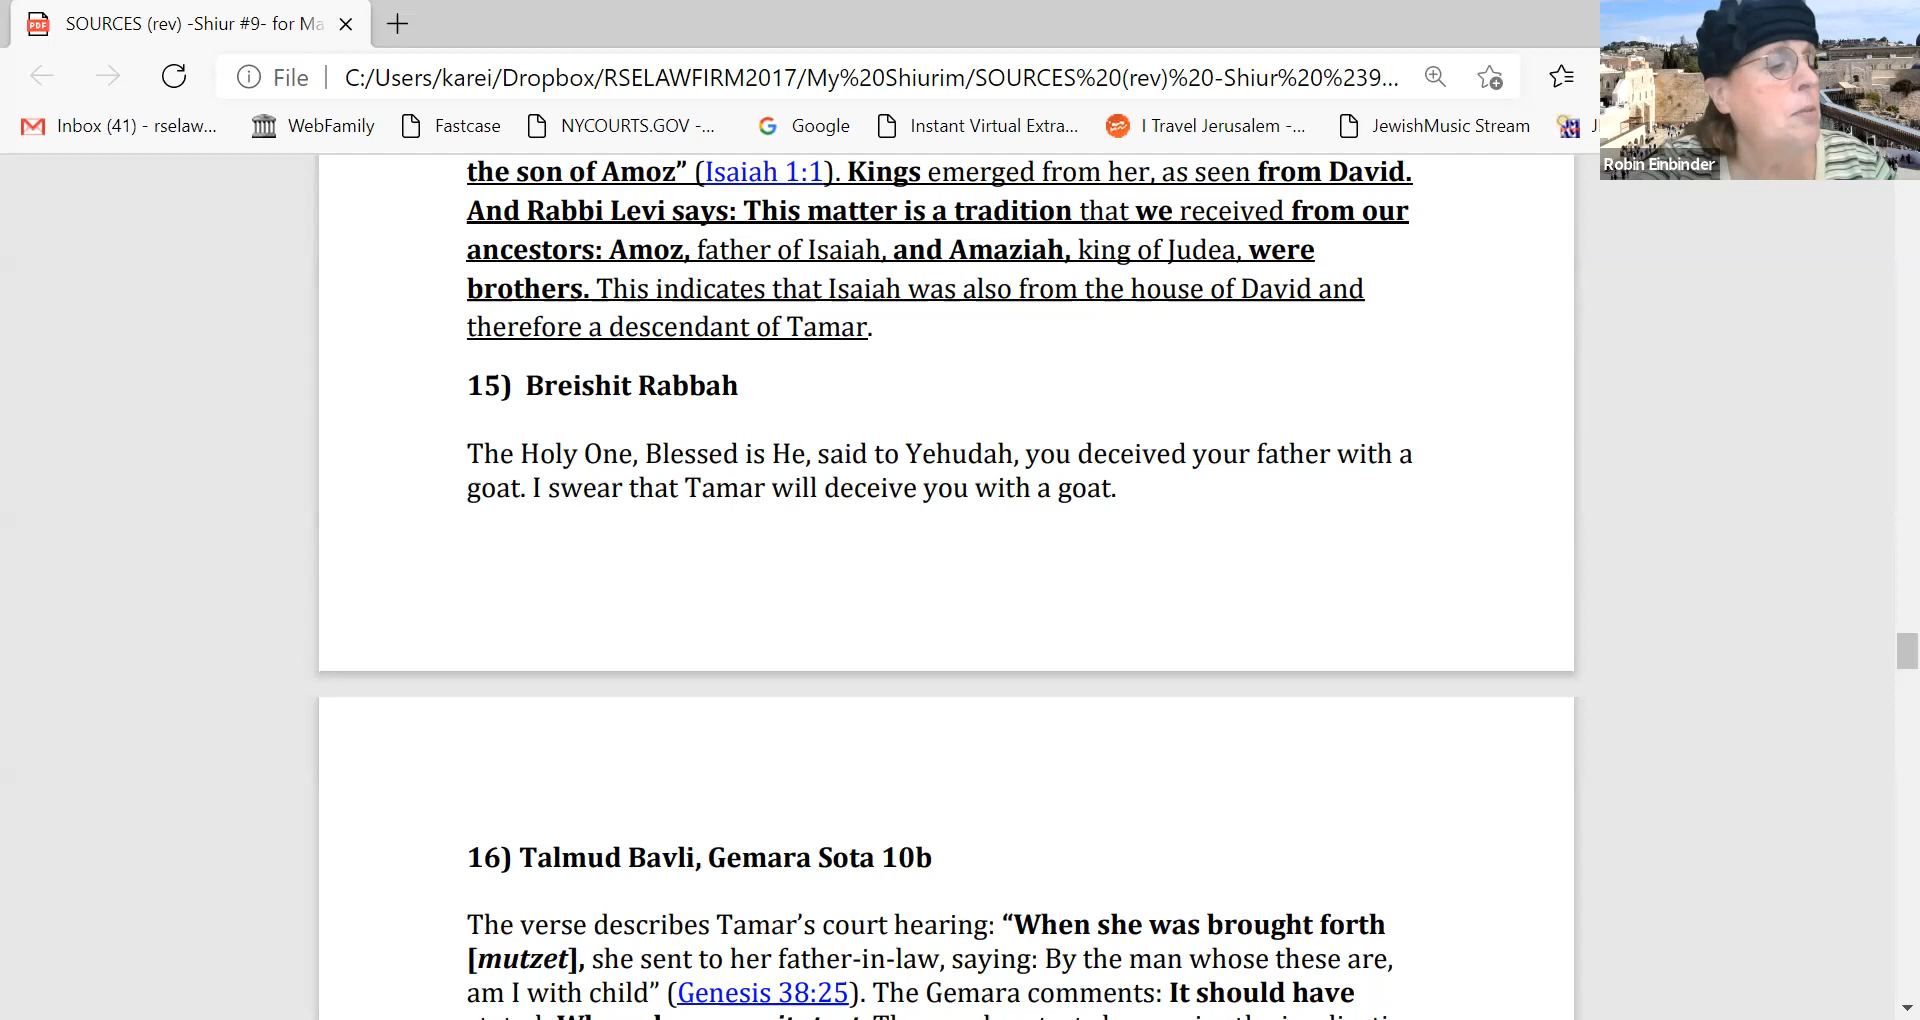 SOURCES (rev) -Shiur #9- for Ma
File
C:/Users/karei/Dropbox/RSELAWFIRM2017/My%20Shiurim/SOURCES%20(rev)%20-Shiur%20%239...
Inbox (41) - rselaw... WebFamily Fastcase NYCOURTS.GOV -... Google Instant Virtual Extra... I Travel Jerusalem -... JewishMusic Stream
Robin Einbinder
the son of Amoz” (Isaiah 1:1). Kings emerged from her, as seen from David.
And Rabbi Levi says: This matter is a tradition that we received from our
ancestors: Amoz, father of Isaiah, and Amaziah, king of Judea, were
brothers. This indicates that Isaiah was also from the house of David and
therefore a descendant of Tamar.
15) Breishit Rabbah
The Holy One, Blessed is He, said to Yehudah, you deceived your father with a
goat. I swear that Tamar will deceive you with a goat.
16) Talmud Bavli, Gemara Sota 10b
The verse describes Tamar’s court hearing: “When she was brought forth
[mutzet], she sent to her father-in-law, saying: By the man whose these are,
am I with child” (Genesis 38:25). The Gemara comments: It should have